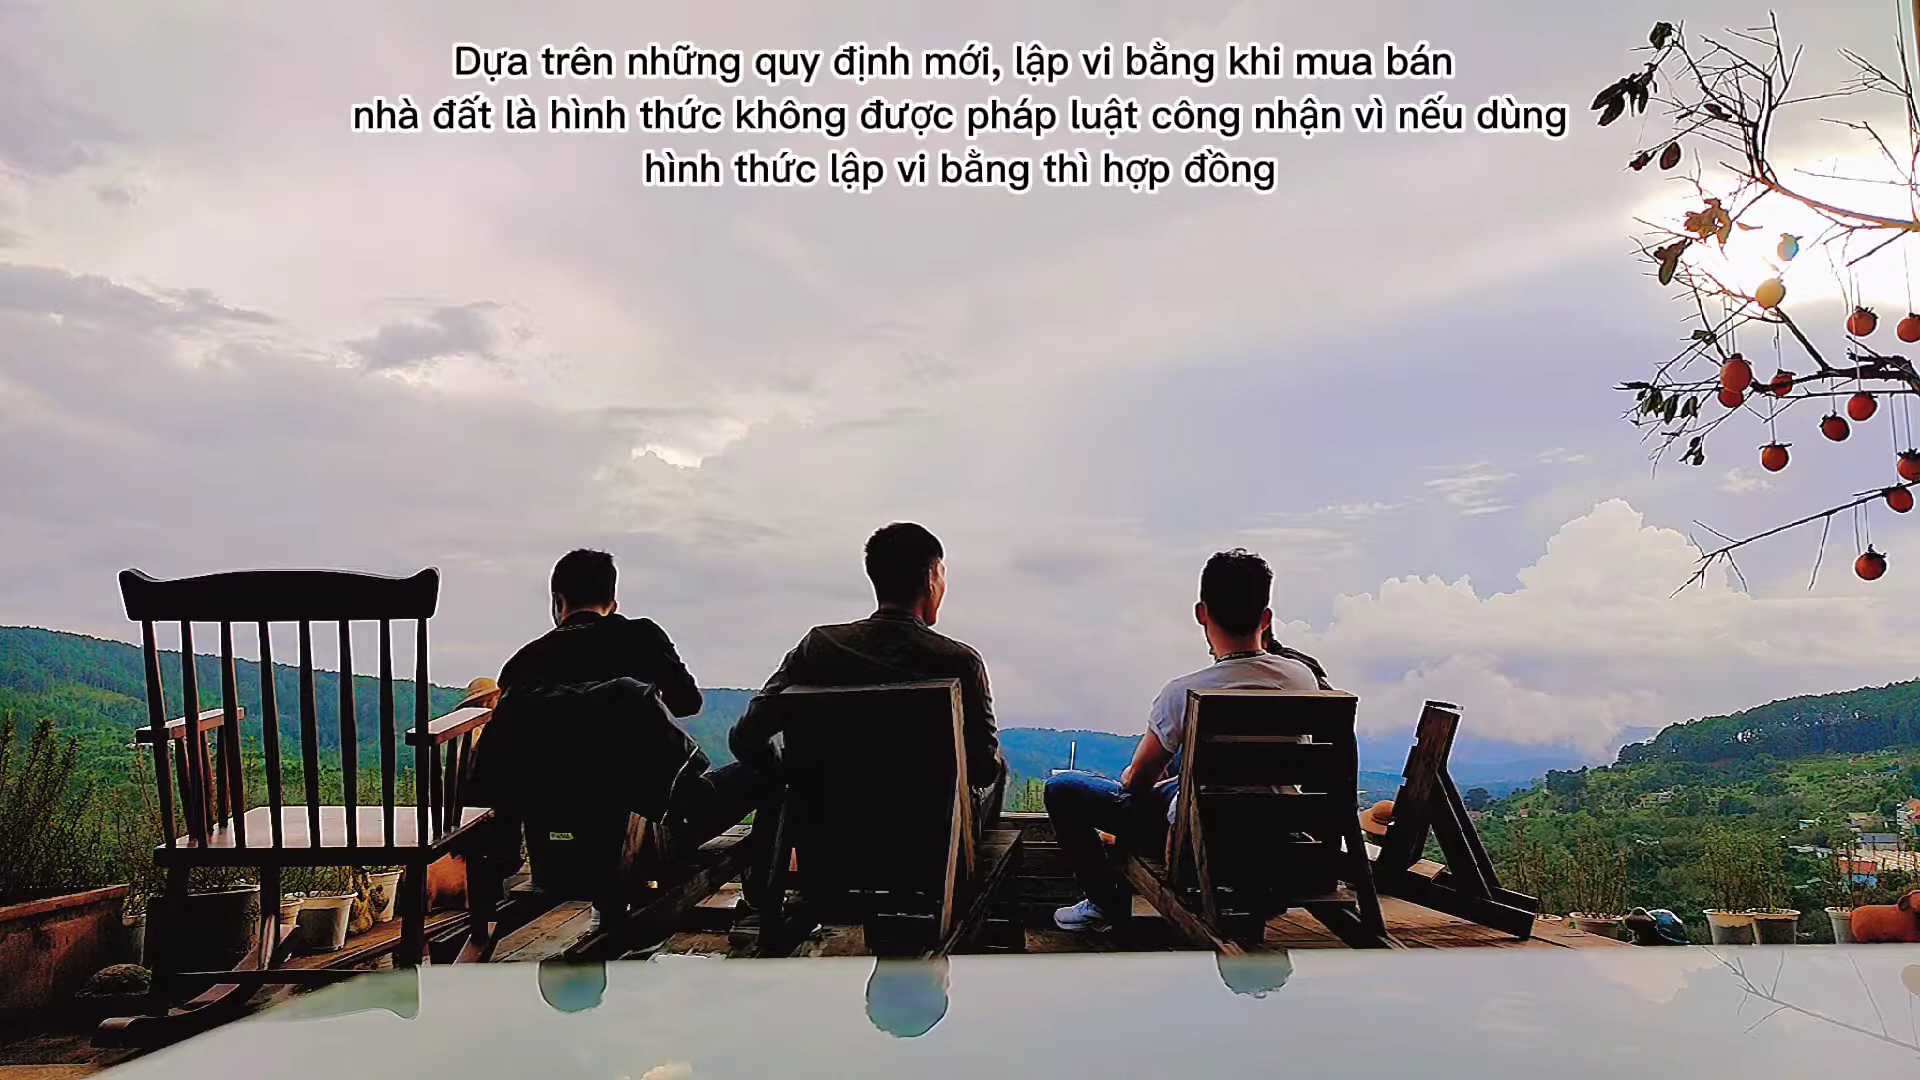 Dựa trên những quy định mới, lập vi bằng khi mua bán
nhà đất là hình thức không được pháp luật công nhận vì nếu dùng
hình thức lập vi bằng thì hợp đồng